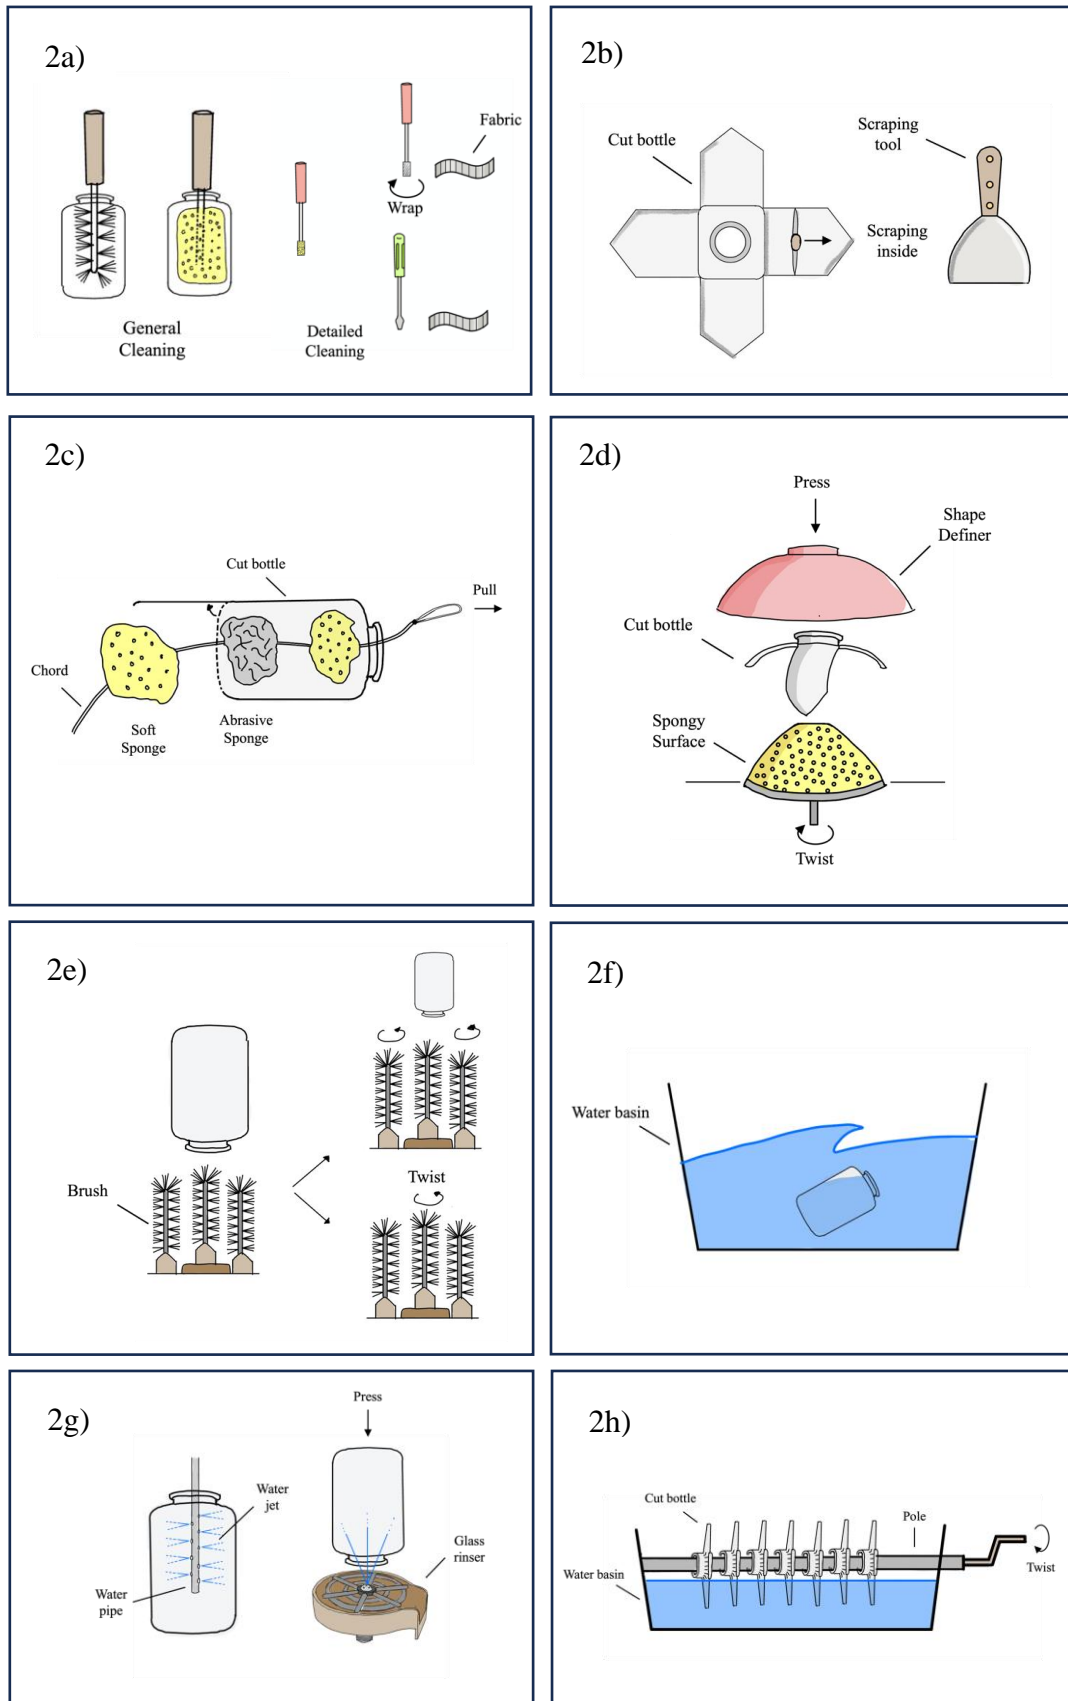 2a)
Fabric
Wrap
General
Cleaning
Detailed
Cleaning
2b)
Cut bottle
Scraping
tool
Scraping
inside
2c)
Cut bottle
Pull
Chord
Soft
Sponge
Abrasive
Sponge
2d)
Press
Shape
Definer
Cut bottle
Spongy
Surface
Twist
2e)
Brush
Twist
2f)
Water basin
2g)
Press
Water
jet
Glass
rinser
Water
pipe
2h)
Cut bottle
Pole
Water basin
Twist